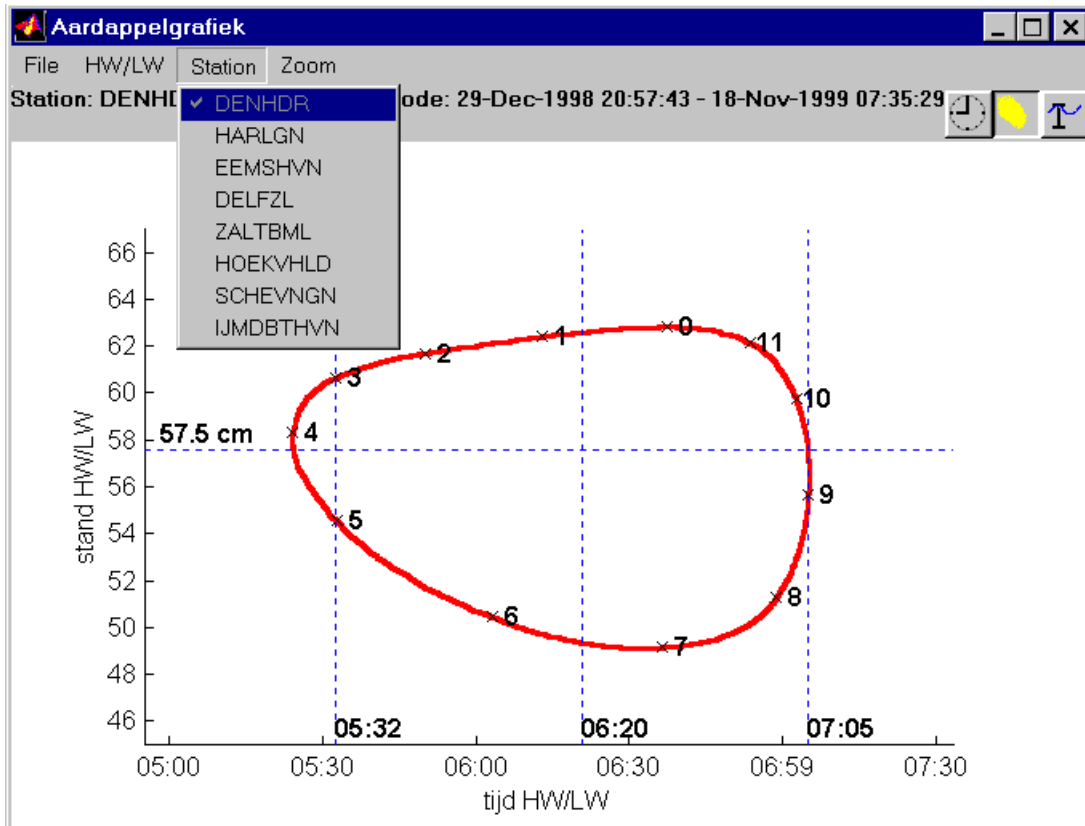 Aardappelgrafiek
File HW/LW Station Zoom
Station: DENHD ode: 29-Dec-1998 20:57:43 - 18-Nov-1999 07:35:29
DENHDR
HARLGN
EEMSHVN
DELFZL
ZALTBML
HOEKVHLD
SCHEVNGN
IJMDBTHVN
66
64
62
60
58
56
54
52
50
48
46
stand HW/LW
57.5 cm
0
1
2
3
4
5
6
7
8
9
10
11
05:32 06:20 07:05
05:00 05:30 06:00 06:30 06:59 07:30
tijd HW/LW